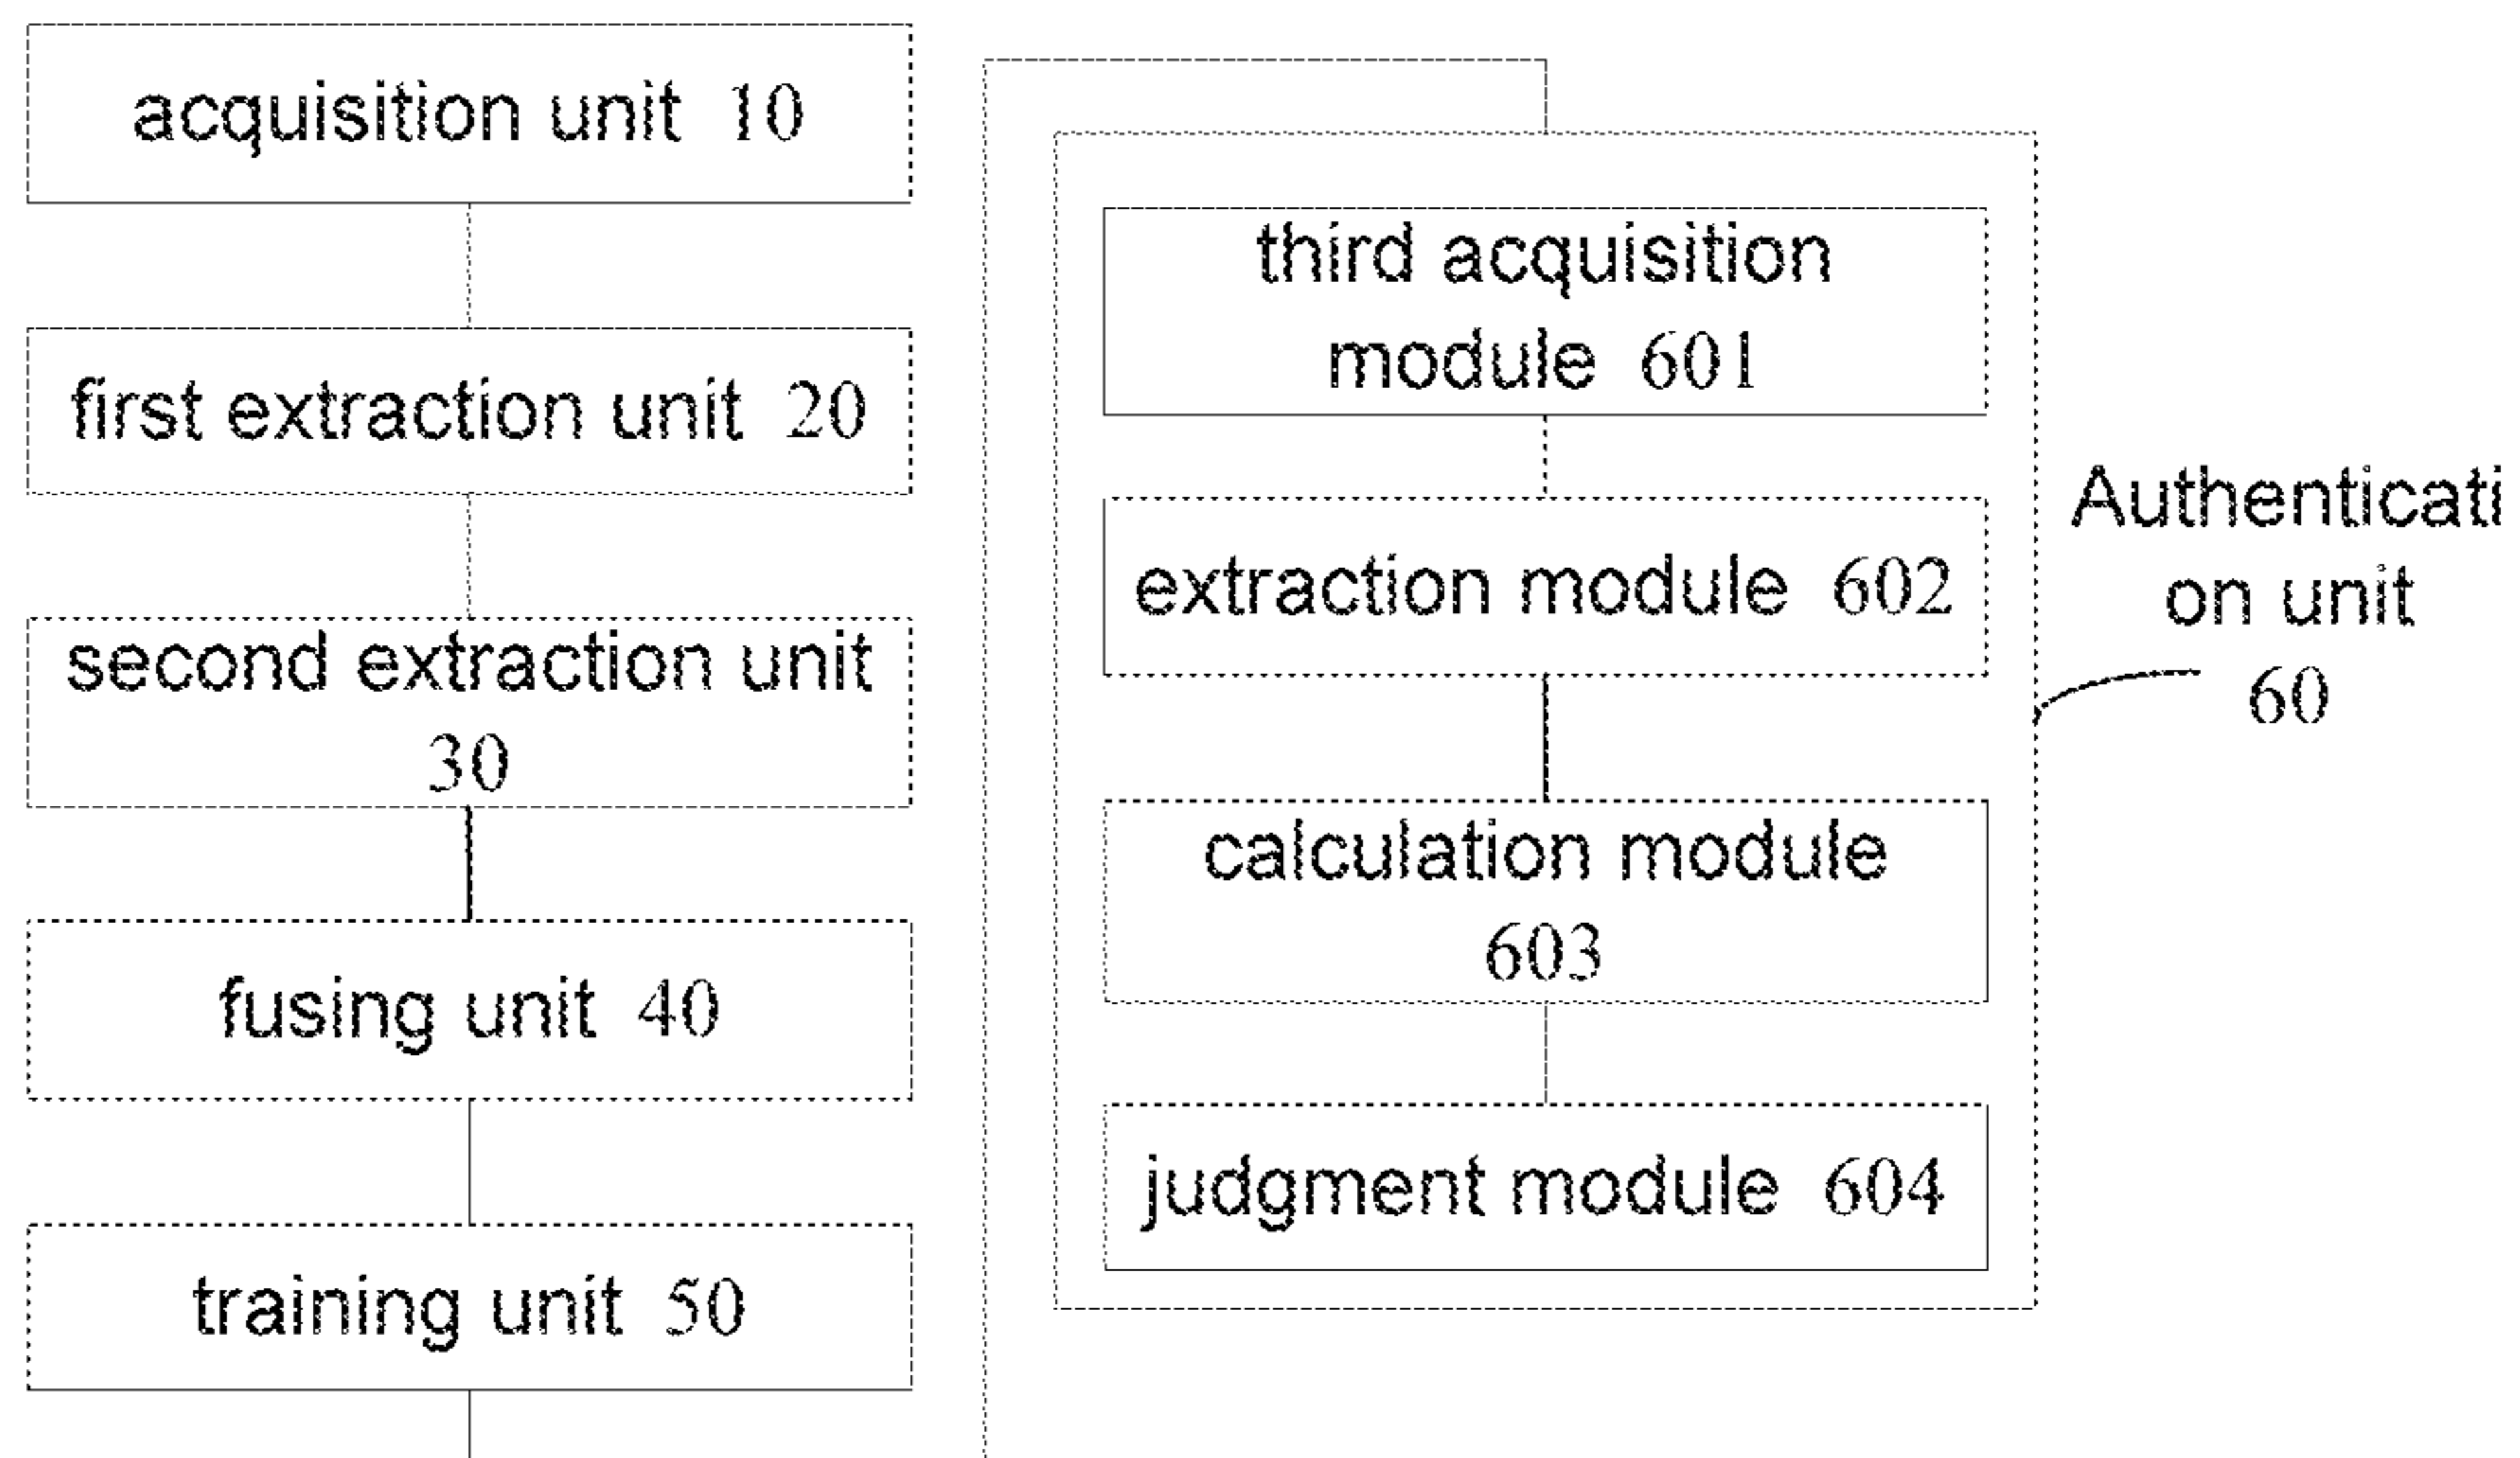 acquisition unit 10
first extraction unit 20
second extraction unit
30
fusing unit 40
training unit 50
third acquisition
module 601
extraction module 602
calculation module
603
judgment module 604
Authenticati
on unit
60